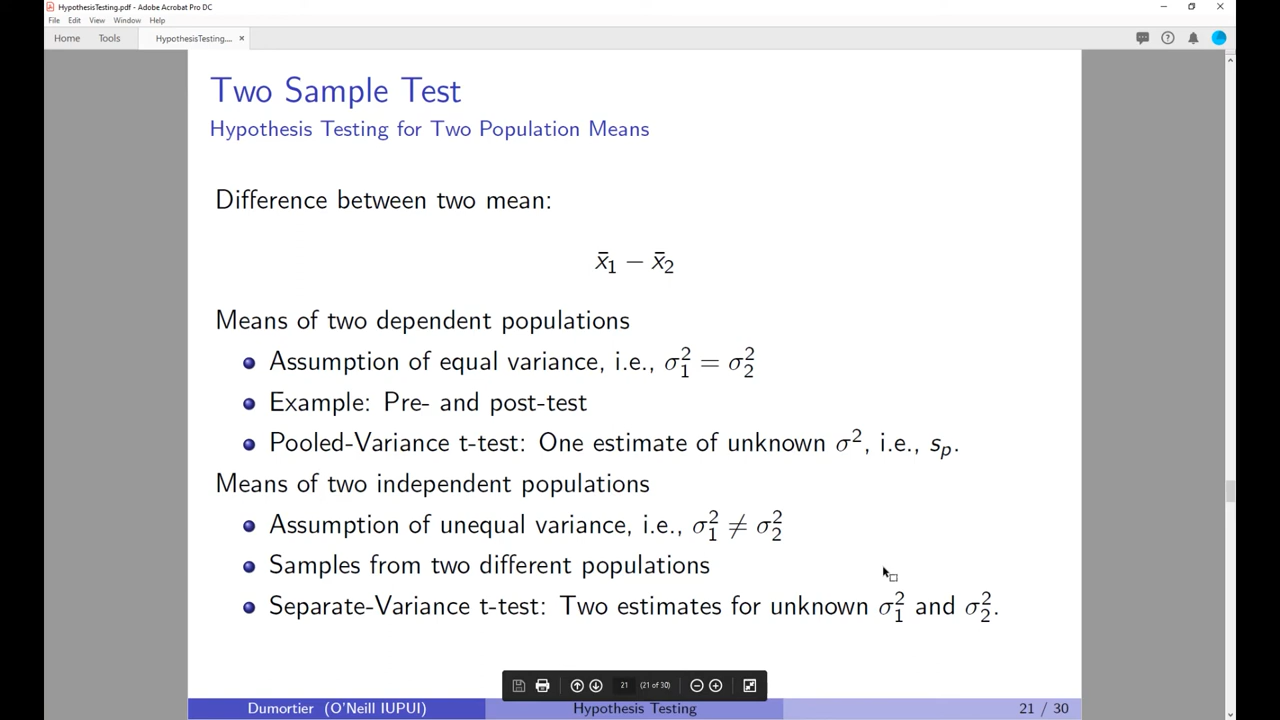 HypothesisTesting.pdf - Adobe Acrobat Pro DC
File Edit View Window Help
Home Tools HypothesisTesting.... ×
Two Sample Test
Hypothesis Testing for Two Population Means
Difference between two mean:
x̄₁ − x̄₂
Means of two dependent populations
Assumption of equal variance, i.e., σ₁² = σ₂²
Example: Pre- and post-test
Pooled-Variance t-test: One estimate of unknown σ², i.e., sₚ.
Means of two independent populations
Assumption of unequal variance, i.e., σ₁² ≠ σ₂²
Samples from two different populations
Separate-Variance t-test: Two estimates for unknown σ₁² and σ₂².
21 (21 of 30)
Dumortier (O'Neill IUPUI) Hypothesis Testing 21 / 30